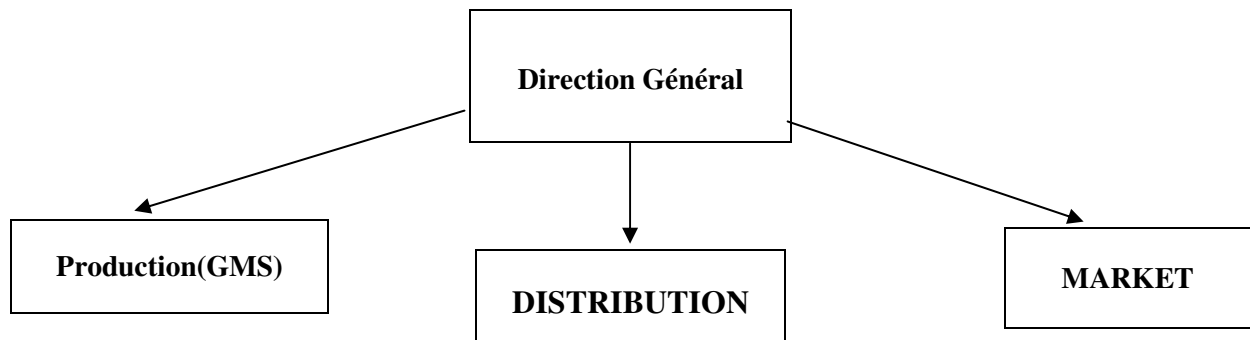 Direction Général
Production(GMS)
DISTRIBUTION
MARKET